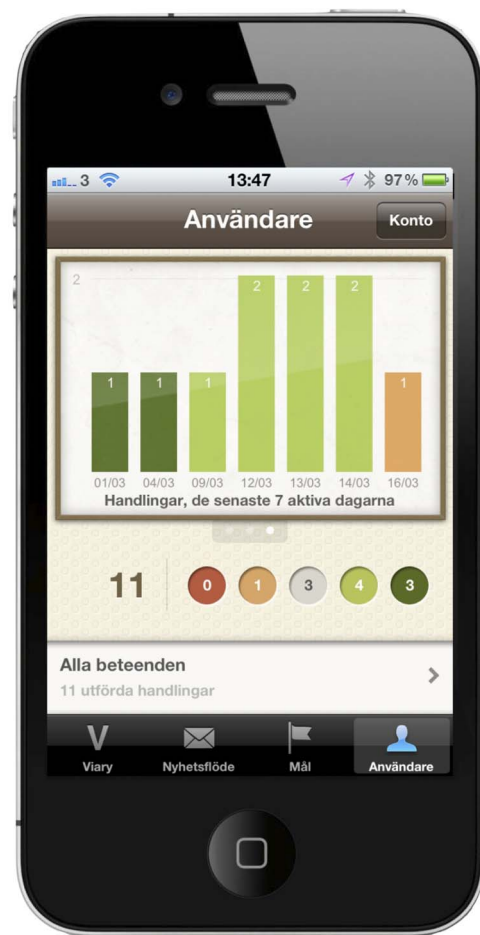 3 13:47 97%
Användare Konto
2
2 2 2
1 1 1 1
01/03 04/03 09/03 12/03 13/03 14/03 16/03
Handlingar, de senaste 7 aktiva dagarna
11 0 1 3 4 3
Alla beteenden
11 utförda handlingar
V
Viary Nyhetsflöde Mål Användare